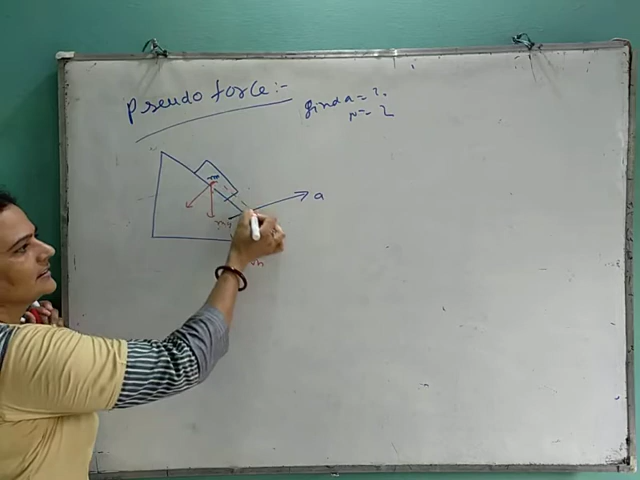 Pseudo force:-
find a = ?.
N = ?
m
a